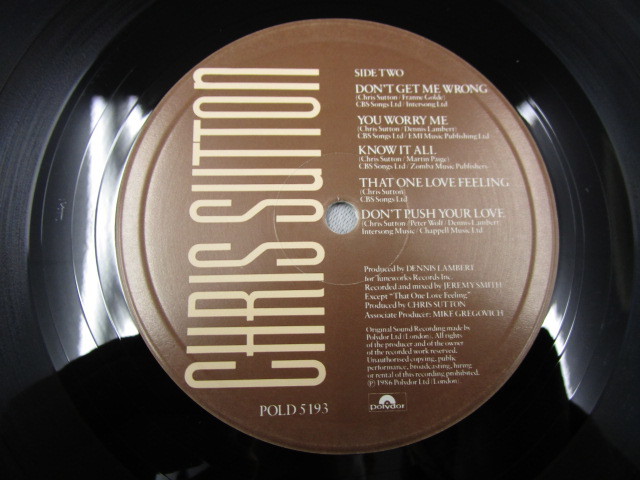 CHRIS SUTTON
SIDE TWO
DON'T GET ME WRONG
(Chris Sutton / Franne Golde)
CBS Songs Ltd / Intersong Ltd
YOU WORRY ME
(Chris Sutton / Dennis Lambert)
CBS Songs Ltd / EMI Music Publishing Ltd
KNOW IT ALL
(Chris Sutton / Martin Page)
CBS Songs Ltd / Zomba Music Publishers
THAT ONE LOVE FEELING
(Chris Sutton)
CBS Songs Ltd
DON'T PUSH YOUR LOVE
(Chris Sutton / Peter Wolf / Dennis Lambert)
Intersong Music / Chappell Music Ltd
Produced by DENNIS LAMBERT
for Tuneworks Records Inc.
Recorded and mixed by JEREMY SMITH
Except "That One Love Feeling"
Produced by CHRIS SUTTON
Associate Producer: MIKE GREGOVICH
Original Sound Recording made by
Polydor Ltd (London). All rights
of the producer and of the owner
of the recorded work reserved.
Unauthorised copying, public
performance, broadcasting, hiring
or rental of this recording prohibited.
℗ 1986 Polydor Ltd (London).
POLD 5193
Polydor